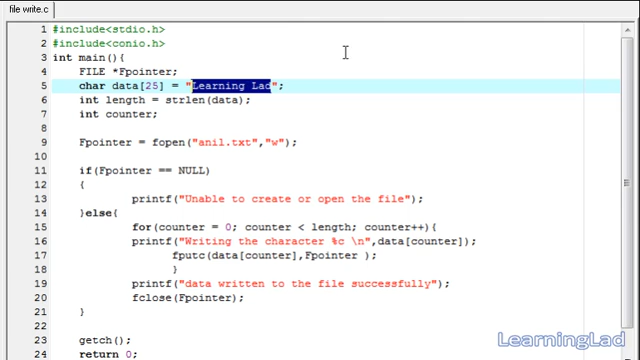 file write.c
1 #include<stdio.h>
2 #include<conio.h>
3 int main(){
4 FILE *Fpointer;
5 char data[25] = "Learning Lad";
6 int length = strlen(data);
7 int counter;
8
9 Fpointer = fopen("anil.txt","w");
10
11 if(Fpointer == NULL)
12 {
13 printf("Unable to create or open the file");
14 }else{
15 for(counter = 0; counter < length; counter++){
16 printf("Writing the character %c \n",data[counter]);
17 fputc(data[counter],Fpointer );
18 }
19 printf("data written to the file successfully");
20 fclose(Fpointer);
21 }
22
23 getch();
24 return 0;
LearningLad